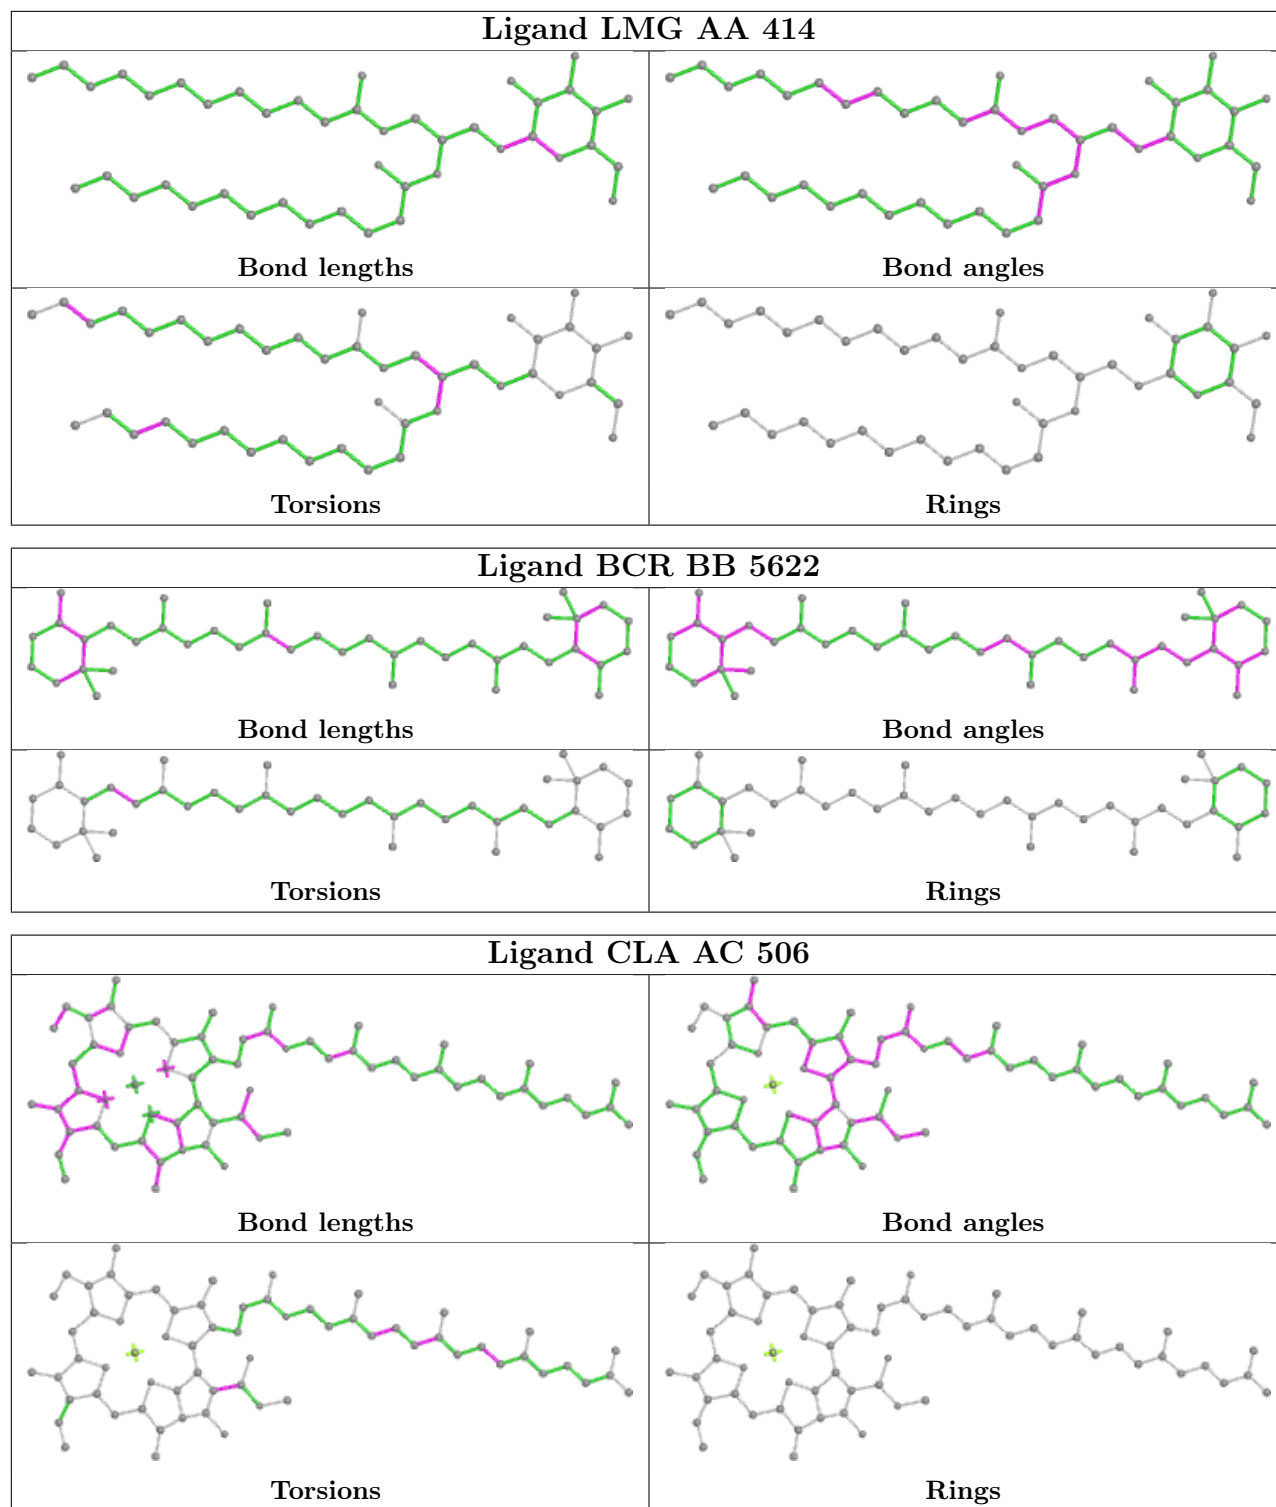 Ligand LMG AA 414
Bond lengths
Bond angles
Torsions
Rings
Ligand BCR BB 5622
Bond lengths
Bond angles
Torsions
Rings
Ligand CLA AC 506
Bond lengths
Bond angles
Torsions
Rings